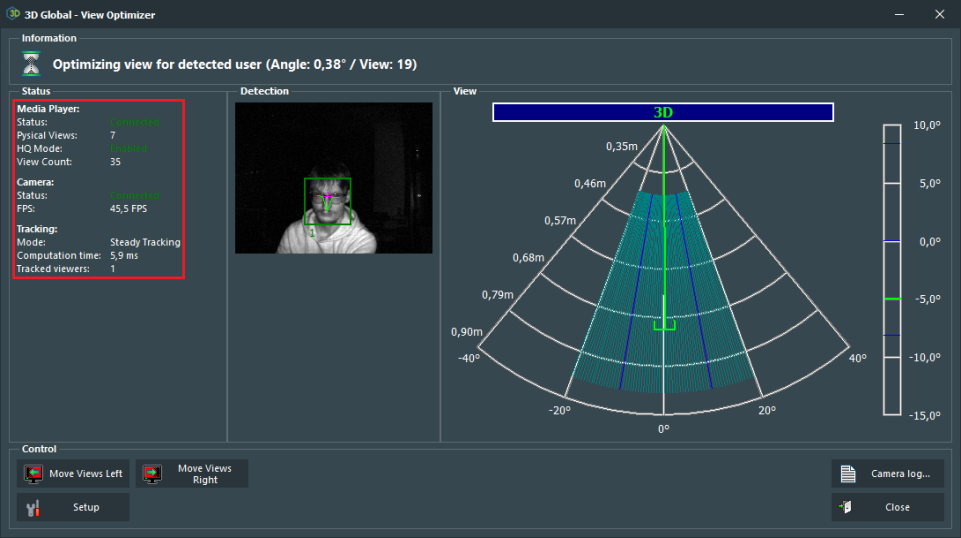 3D Global - View Optimizer
Information
Optimizing view for detected user (Angle: 0,38° / View: 19)
Status
Media Player:
Status: Connected
Pysical Views: 7
HQ Mode: Enabled
View Count: 35
Camera:
Status: Connected
FPS: 45,5 FPS
Tracking:
Mode: Steady Tracking
Computation time: 5,9 ms
Tracked viewers: 1
Detection
1
View
3D
0,35m
0,46m
0,57m
0,68m
0,79m
0,90m
-40°
-20°
0°
20°
40°
10,0°
5,0°
0,0°
-5,0°
-10,0°
-15,0°
Control
Move Views Left
Move Views
Right
Setup
Camera log...
Close